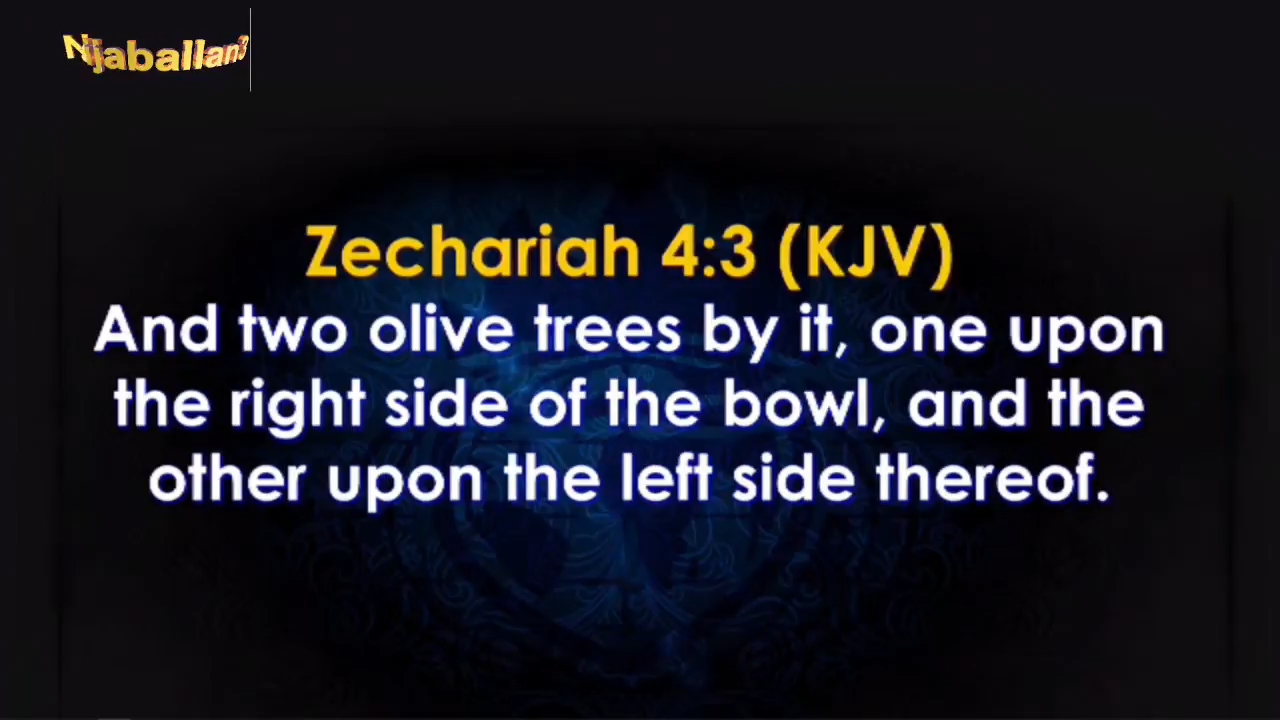 Zechariah 4:3 (KJV)
And two olive trees by it, one upon
the right side of the bowl, and the
other upon the left side thereof.